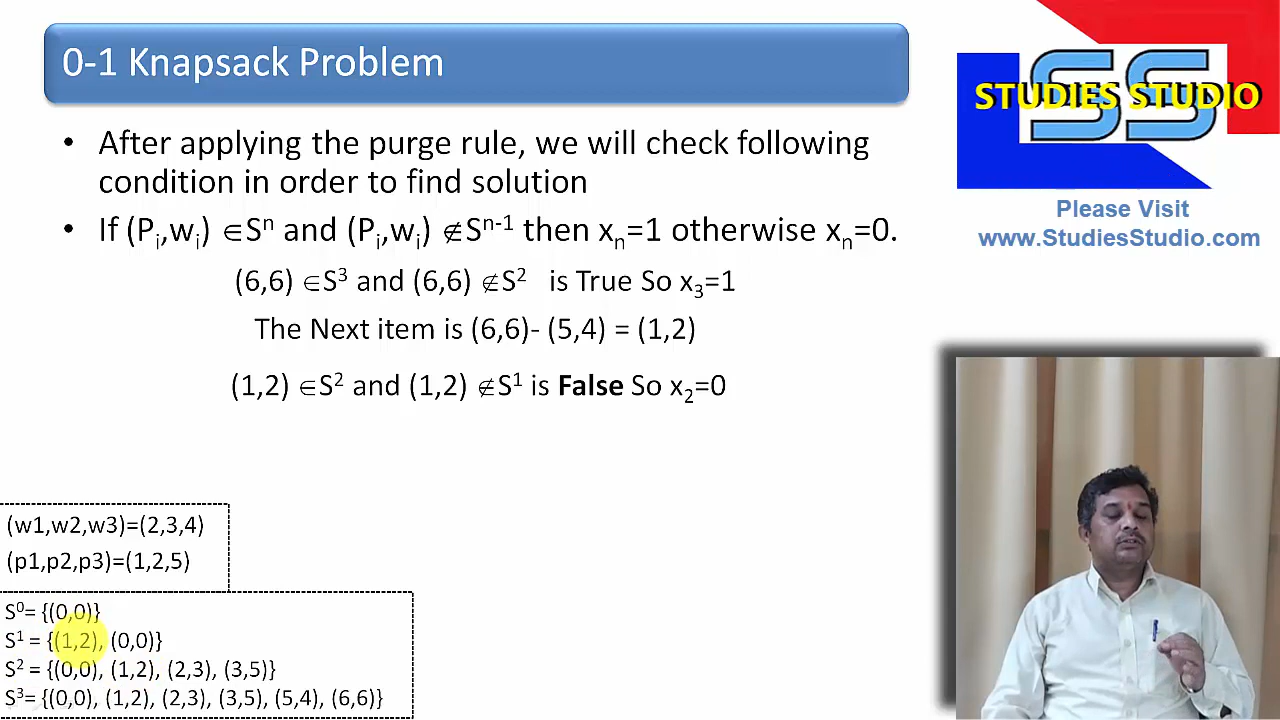 0-1 Knapsack Problem
SS
STUDIES STUDIO
Please Visit
www.StudiesStudio.com
• After applying the purge rule, we will check following
condition in order to find solution
• If (Pᵢ,wᵢ) ∈Sⁿ and (Pᵢ,wᵢ) ∉Sⁿ⁻¹ then xₙ=1 otherwise xₙ=0.
(6,6) ∈S³ and (6,6) ∉S² is True So x₃=1
The Next item is (6,6)- (5,4) = (1,2)
(1,2) ∈S² and (1,2) ∉S¹ is False So x₂=0
(w1,w2,w3)=(2,3,4)
(p1,p2,p3)=(1,2,5)
S⁰= {(0,0)}
S¹ = {(1,2), (0,0)}
S² = {(0,0), (1,2), (2,3), (3,5)}
S³= {(0,0), (1,2), (2,3), (3,5), (5,4), (6,6)}